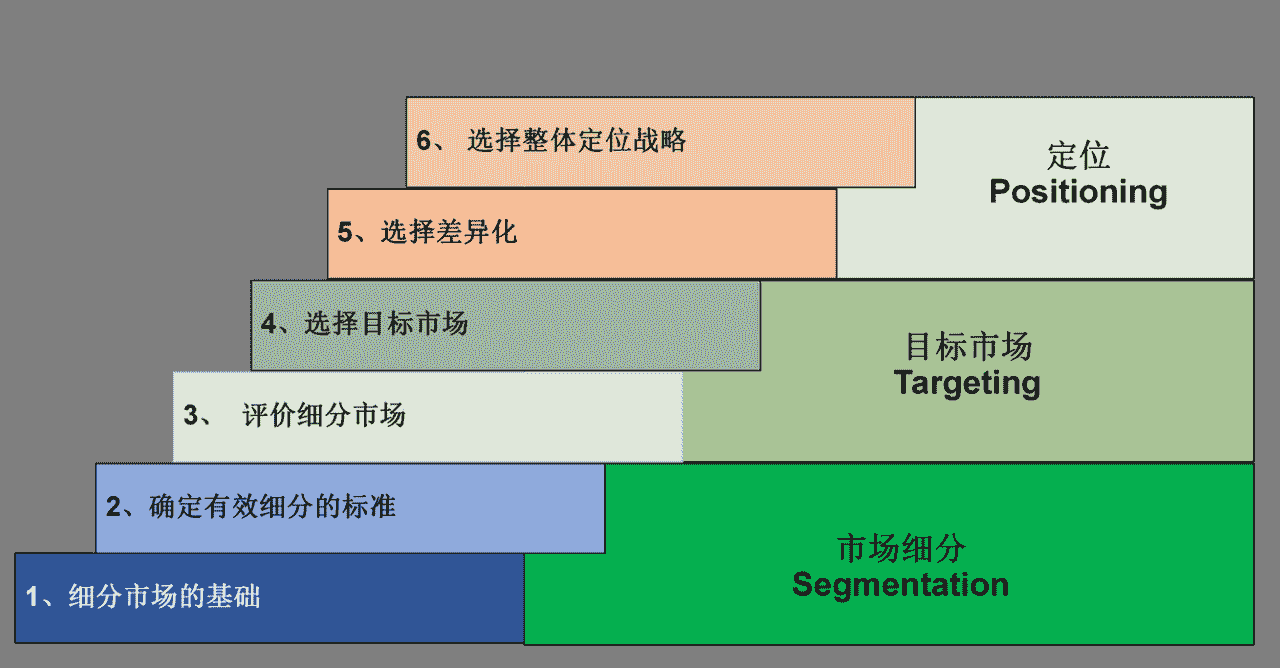 6、 选择整体定位战略
定位
Positioning
5、选择差异化
4、选择目标市场
目标市场
Targeting
3、 评价细分市场
2、确定有效细分的标准
市场细分
Segmentation
1、细分市场的基础